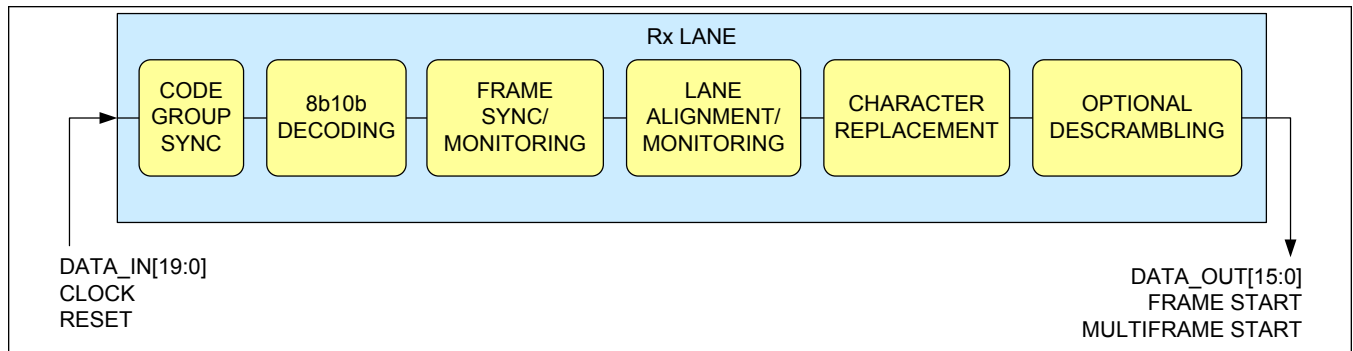 Rx LANE
CODE
GROUP
SYNC
8b10b
DECODING
FRAME
SYNC/
MONITORING
LANE
ALIGNMENT/
MONITORING
CHARACTER
REPLACEMENT
OPTIONAL
DESCRAMBLING
DATA_IN[19:0]
CLOCK
RESET
DATA_OUT[15:0]
FRAME START
MULTIFRAME START